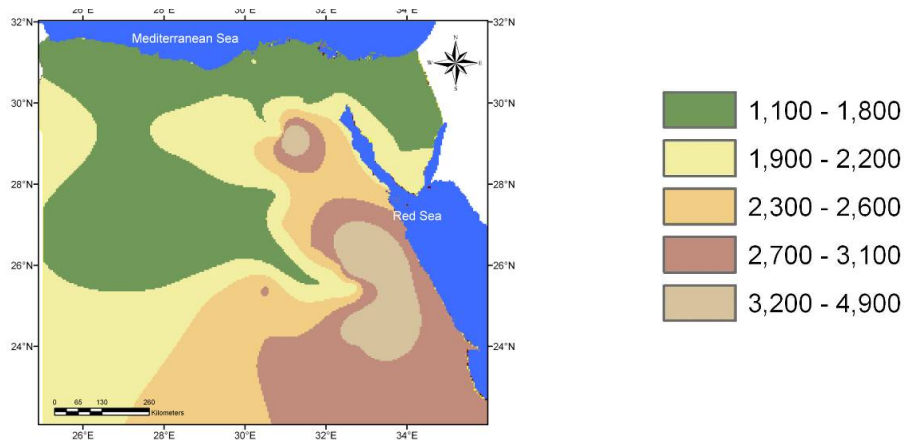 26°E 28°E 30°E 32°E 34°E
32°N 32°N
Mediterranean Sea
N
W E
S
30°N 30°N
28°N 28°N
Red Sea
26°N 26°N
24°N 24°N
0 65 130 260
Kilometers
26°E 28°E 30°E 32°E 34°E
1,100 - 1,800
1,900 - 2,200
2,300 - 2,600
2,700 - 3,100
3,200 - 4,900